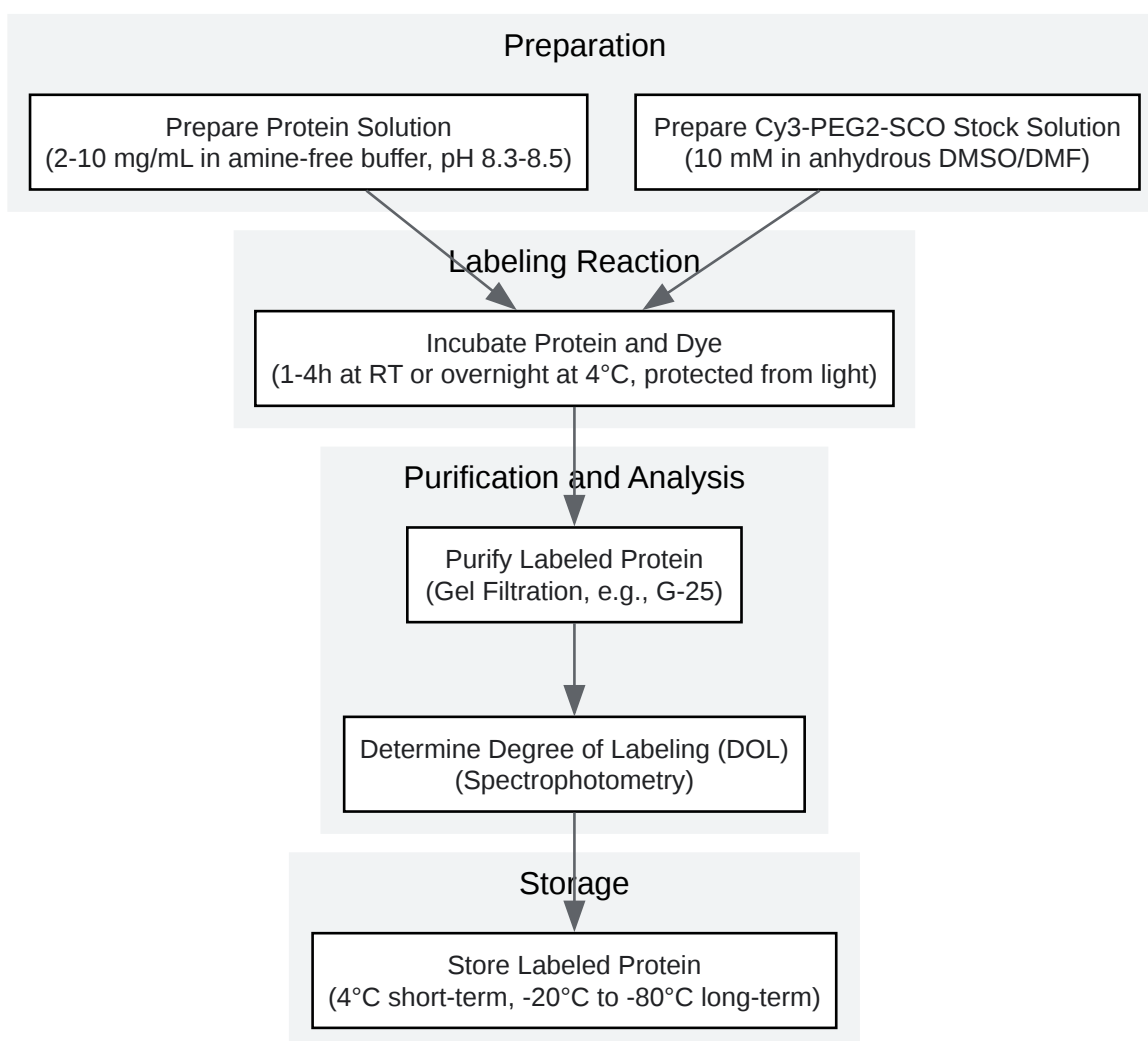 Preparation
Prepare Protein Solution
(2-10 mg/mL in amine-free buffer, pH 8.3-8.5)
Prepare Cy3-PEG2-SCO Stock Solution
(10 mM in anhydrous DMSO/DMF)
Labeling Reaction
Incubate Protein and Dye
(1-4h at RT or overnight at 4°C, protected from light)
Purification and Analysis
Purify Labeled Protein
(Gel Filtration, e.g., G-25)
Determine Degree of Labeling (DOL)
(Spectrophotometry)
Storage
Store Labeled Protein
(4°C short-term, -20°C to -80°C long-term)